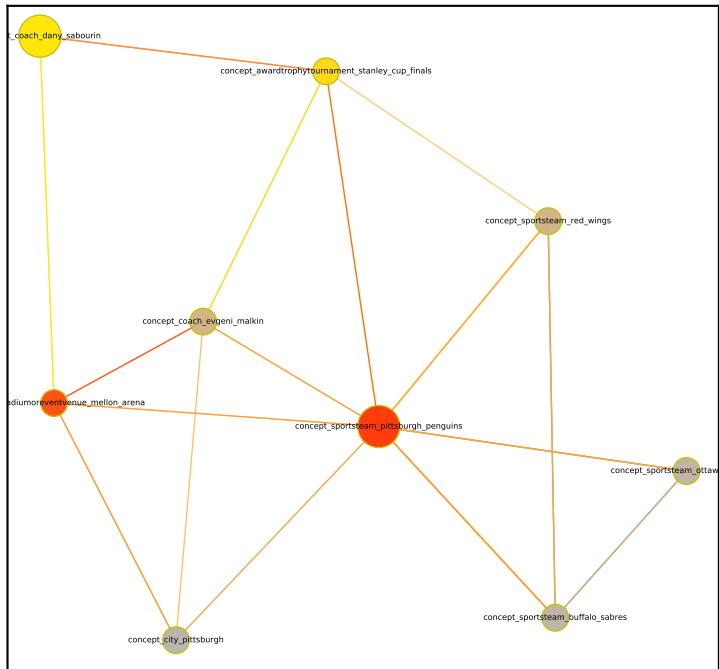 t_coach_dany_sabourin
concept_awardtrophytournament_stanley_cup_finals
concept_sportsteam_red_wings
concept_coach_evgeni_malkin
adiumoreventvenue_mellon_arena
concept_sportsteam_pittsburgh_penguins
concept_sportsteam_ottaw
concept_sportsteam_buffalo_sabres
concept_city_pittsburgh